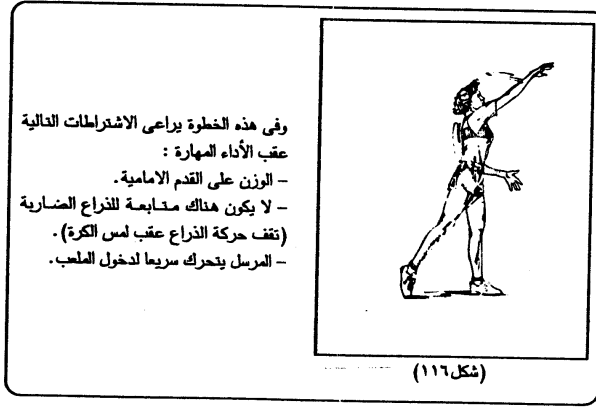 وفى هذه الخطوة يراعى الاشتراطات التالية
عقب الأداء المهارة :
– الوزن على القدم الامامية.
– لا يكون هناك متابعة للذراع الضاربة
(تقف حركة الذراع عقب لمس الكرة).
– المرسل يتحرك سريعا لدخول الملعب.
(شكل١١٦)